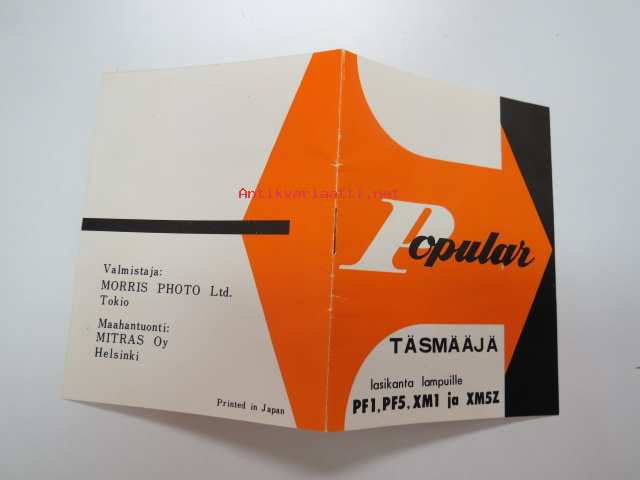 Antikvariaatti.net
Popular
TÄSMÄÄJÄ
lasikanta lampuille
PF1, PF5, XM1 ja XM5Z
Valmistaja:
MORRIS PHOTO Ltd.
Tokio
Maahantuonti:
MITRAS Oy
Helsinki
Printed in Japan